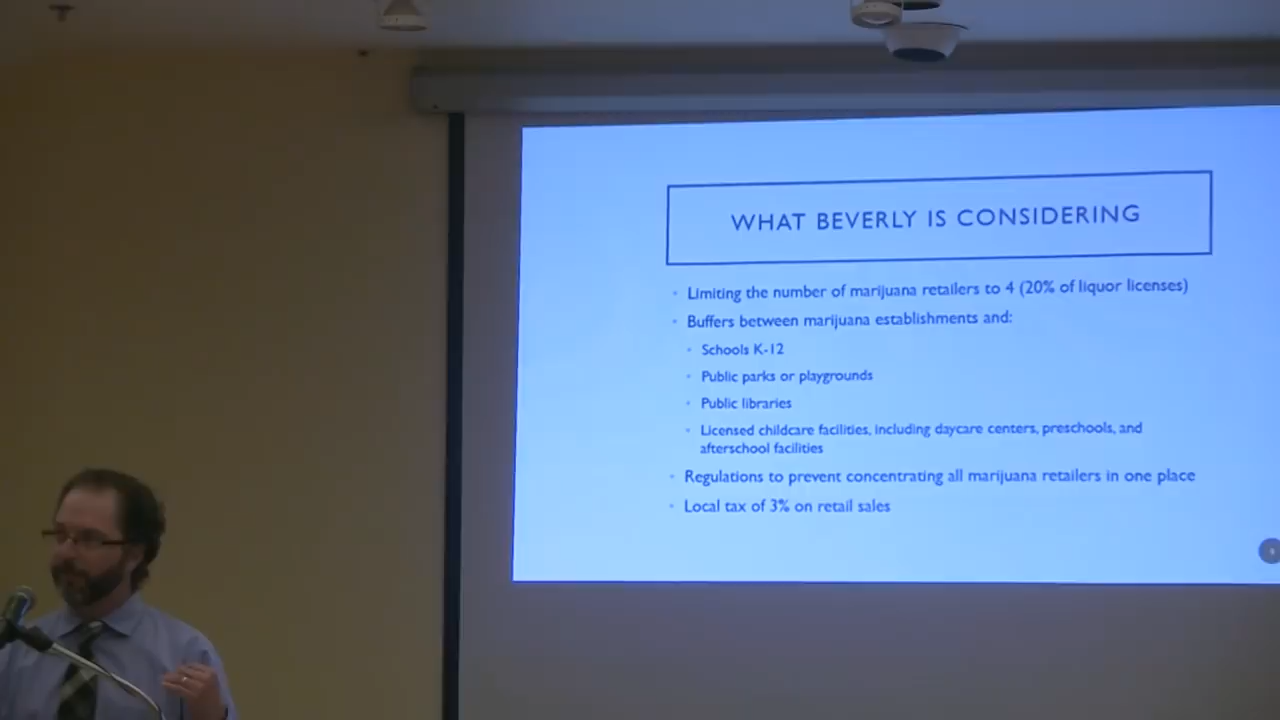 WHAT BEVERLY IS CONSIDERING
Limiting the number of marijuana retailers to 4 (20% of liquor licenses)
Buffers between marijuana establishments and:
Schools K-12
Public parks or playgrounds
Public libraries
Licensed childcare facilities, including daycare centers, preschools, and
afterschool facilities
Regulations to prevent concentrating all marijuana retailers in one place
Local tax of 3% on retail sales